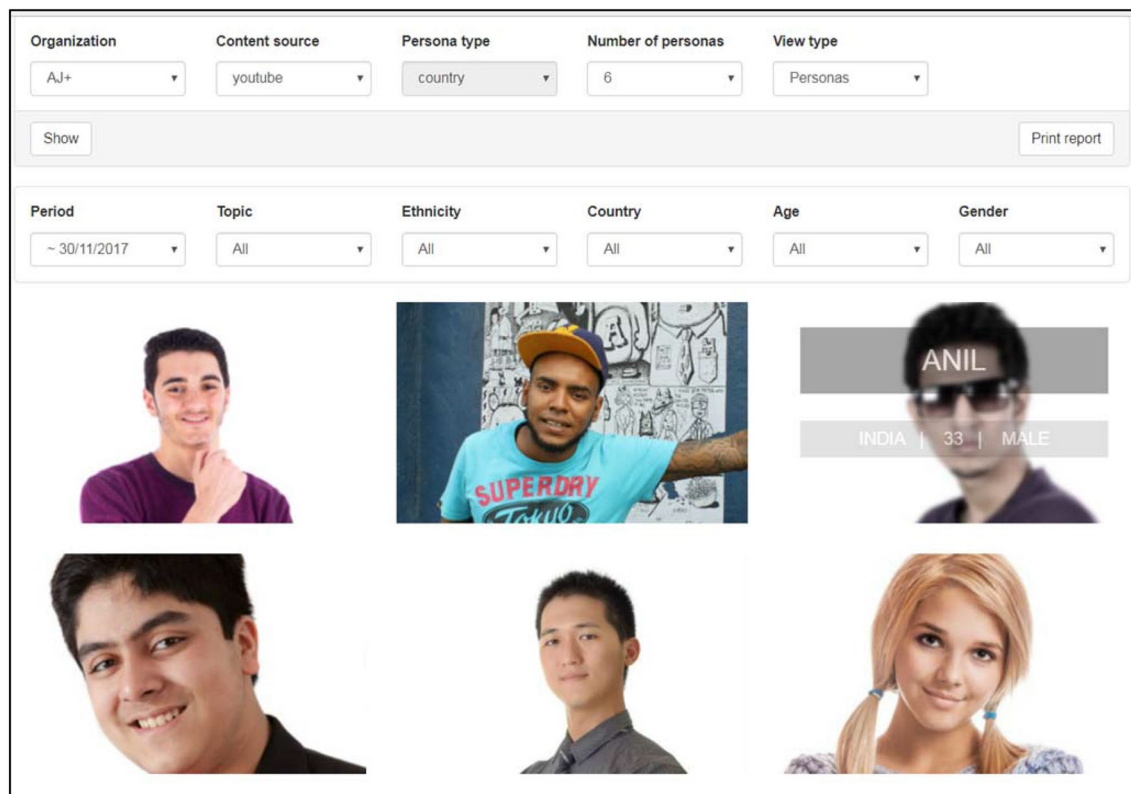 Organization Content source Persona type Number of personas View type
AJ+ youtube country 6 Personas
Show Print report
Period Topic Ethnicity Country Age Gender
~ 30/11/2017 All All All All All
ANIL
SUPERDRY
Tokyo
INDIA | 33 | MALE